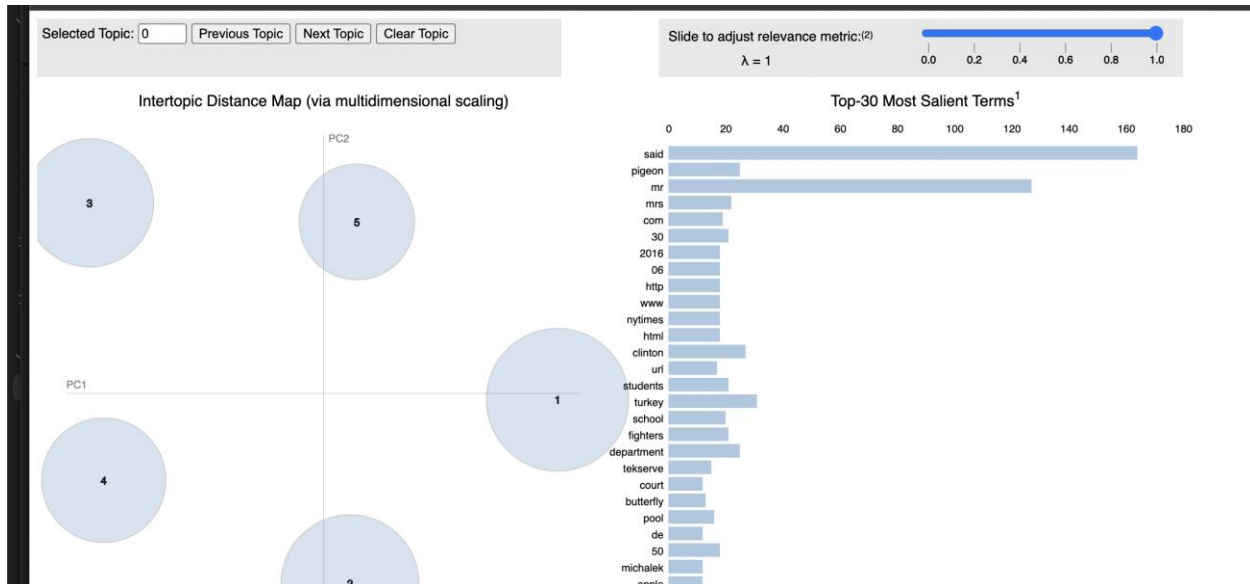 Selected Topic: 0 Previous Topic Next Topic Clear Topic
Slide to adjust relevance metric:(2)
λ = 1
0.0 0.2 0.4 0.6 0.8 1.0
Intertopic Distance Map (via multidimensional scaling)
PC2
PC1
3
5
1
4
2
Top-30 Most Salient Terms1
0 20 40 60 80 100 120 140 160 180
said
pigeon
mr
mrs
com
30
2016
06
http
www
nytimes
html
clinton
url
students
turkey
school
fighters
department
tekserve
court
butterfly
pool
de
50
michalek
apple